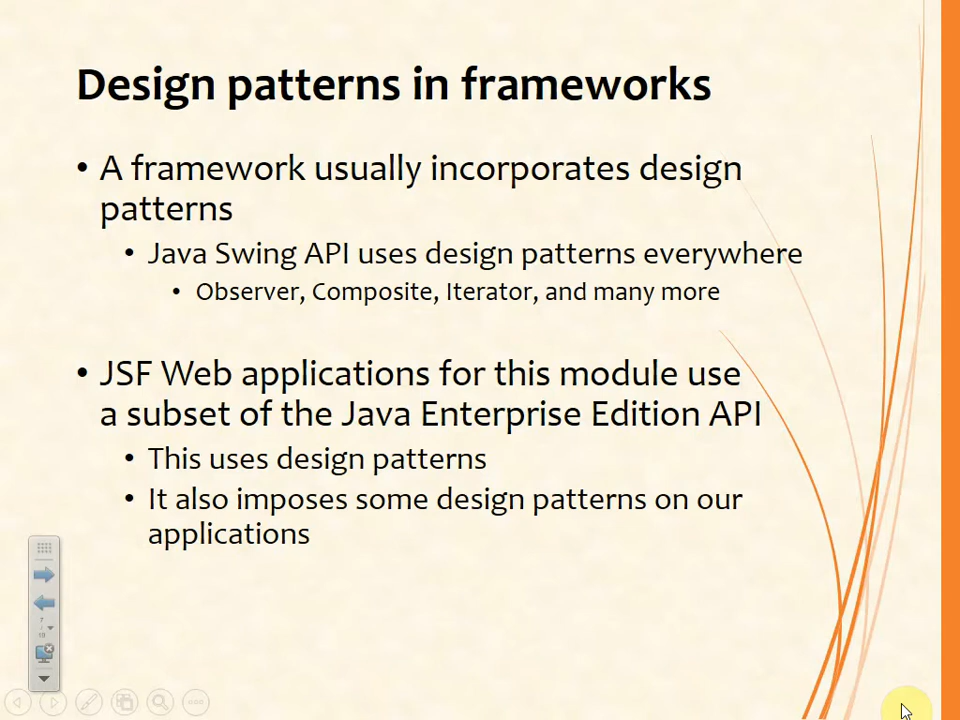 Design patterns in frameworks
• A framework usually incorporates design
patterns
• Java Swing API uses design patterns everywhere
• Observer, Composite, Iterator, and many more
• JSF Web applications for this module use
a subset of the Java Enterprise Edition API
• This uses design patterns
• It also imposes some design patterns on our
applications